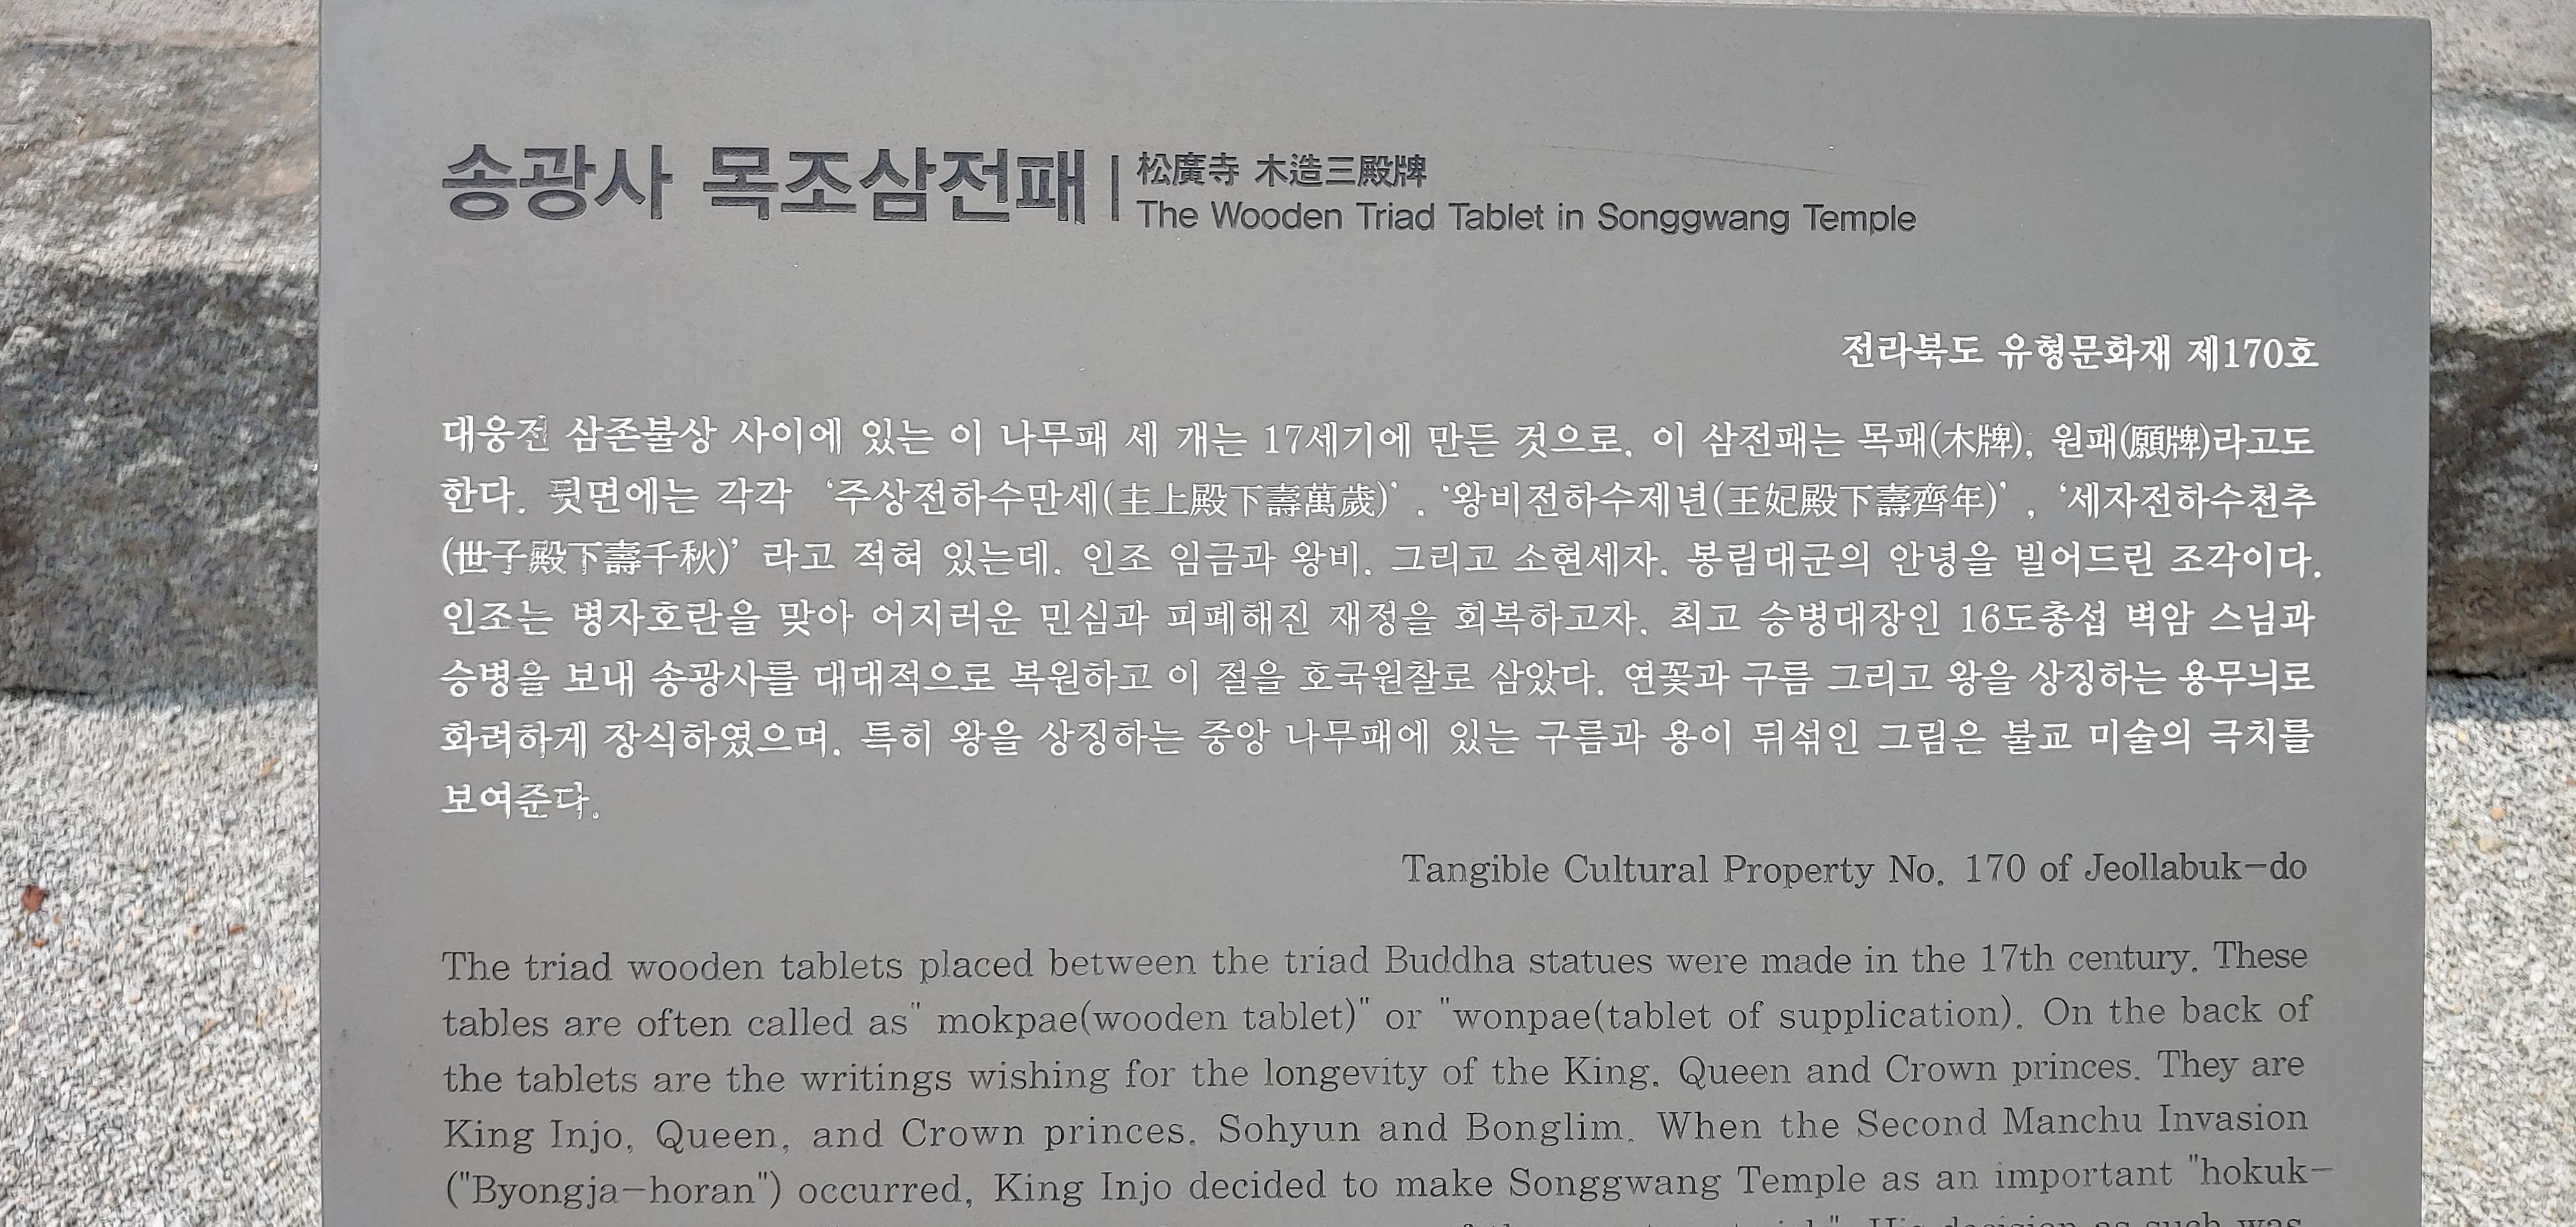 송광사 목조삼전패
松廣寺 木造三殿牌
The Wooden Triad Tablet in Songgwang Temple
전라북도 유형문화재 제170호
대웅전 삼존불상 사이에 있는 이 나무패 세 개는 17세기에 만든 것으로, 이 삼전패는 목패(木牌), 원패(願牌)라고도
한다. 뒷면에는 각각 ‘주상전하수만세(主上殿下壽萬歲)’, ‘왕비전하수제년(王妃殿下壽齊年)’, ‘세자전하수천추
(世子殿下壽千秋)’ 라고 적혀 있는데, 인조 임금과 왕비, 그리고 소현세자, 봉림대군의 안녕을 빌어드린 조각이다.
인조는 병자호란을 맞아 어지러운 민심과 피폐해진 재정을 회복하고자, 최고 승병대장인 16도총섭 벽암 스님과
승병을 보내 송광사를 대대적으로 복원하고 이 절을 호국원찰로 삼았다. 연꽃과 구름 그리고 왕을 상징하는 용무늬로
화려하게 장식하였으며, 특히 왕을 상징하는 중앙 나무패에 있는 구름과 용이 뒤섞인 그림은 불교 미술의 극치를
보여준다.
Tangible Cultural Property No. 170 of Jeollabuk-do
The triad wooden tablets placed between the triad Buddha statues were made in the 17th century. These
tables are often called as" mokpae(wooden tablet)" or "wonpae(tablet of supplication). On the back of
the tablets are the writings wishing for the longevity of the King, Queen and Crown princes. They are
King Injo, Queen, and Crown princes, Sohyun and Bonglim. When the Second Manchu Invasion
("Byongja-horan") occurred, King Injo decided to make Songgwang Temple as an important "hokuk-